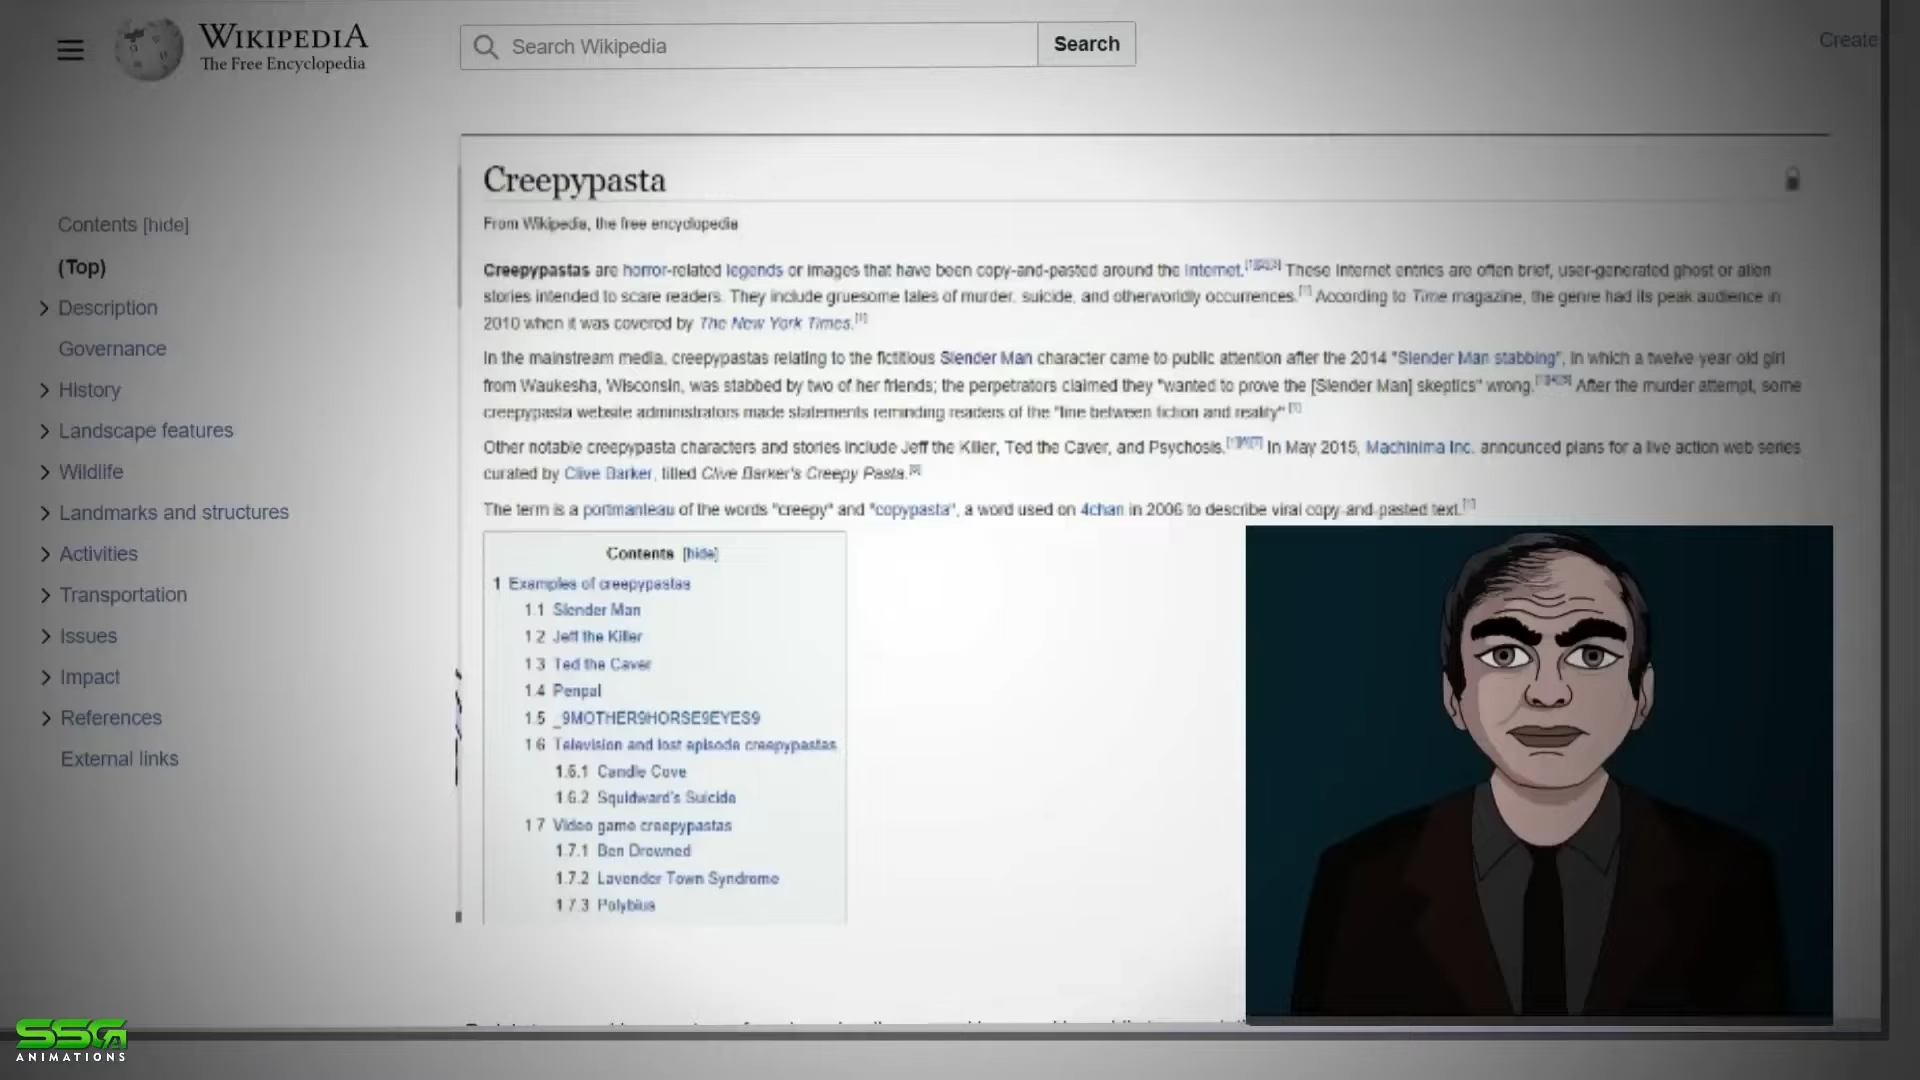 WIKIPEDIA
The Free Encyclopedia
Search Wikipedia
Search
Create
Contents [hide]
(Top)
Description
Governance
History
Landscape features
Wildlife
Landmarks and structures
Activities
Transportation
Issues
Impact
References
External links
Creepypasta
From Wikipedia, the free encyclopedia
Creepypastas are horror-related legends or images that have been copy-and-pasted around the Internet. These Internet entries are often brief, user-generated ghost or alien
stories intended to scare readers. They include gruesome tales of murder, suicide, and otherworldly occurrences. According to Time magazine, the genre had its peak audience in
2010 when it was covered by The New York Times.
In the mainstream media, creepypastas relating to the fictitious Slender Man character came to public attention after the 2014 "Slender Man stabbing", in which a twelve-year-old girl
from Waukesha, Wisconsin, was stabbed by two of her friends; the perpetrators claimed they "wanted to prove the [Slender Man] skeptics" wrong. After the murder attempt, some
creepypasta website administrators made statements reminding readers of the "line between fiction and reality"
Other notable creepypasta characters and stories include Jeff the Killer, Ted the Caver, and Psychosis. In May 2015, Machinima Inc. announced plans for a live action web series
curated by Clive Barker, titled Clive Barker's Creepy Pasta.
The term is a portmanteau of the words "creepy" and "copypasta", a word used on 4chan in 2006 to describe viral copy-and-pasted text.
Contents [hide]
1 Examples of creepypastas
1.1 Slender Man
1.2 Jeff the Killer
1.3 Ted the Caver
1.4 Penpal
1.5 _9MOTHER9HORSE9EYES9
1.6 Television and lost episode creepypastas
1.6.1 Candle Cove
1.6.2 Squidward's Suicide
1.7 Video game creepypastas
1.7.1 Ben Drowned
1.7.2 Lavender Town Syndrome
1.7.3 Polybius
SSG
ANIMATIONS